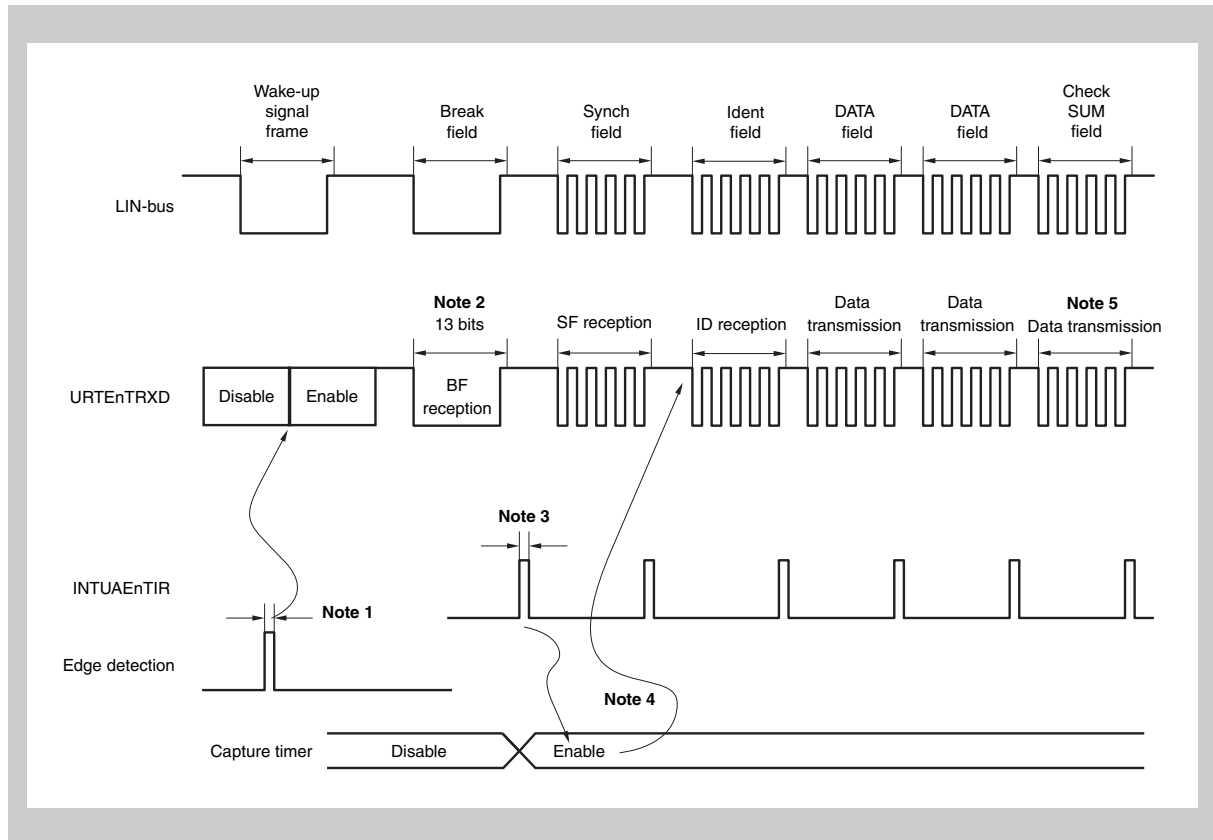 Wake-up
signal
frame
Break
field
Synch
field
Ident
field
DATA
field
DATA
field
Check
SUM
field
LIN-bus
Note 2
13 bits
SF reception
ID reception
Data
transmission
Data
transmission
Note 5
Data transmission
URTEnTRXD
Disable
Enable
BF
reception
Note 3
INTUAEnTIR
Note 1
Edge detection
Note 4
Capture timer
Disable
Enable